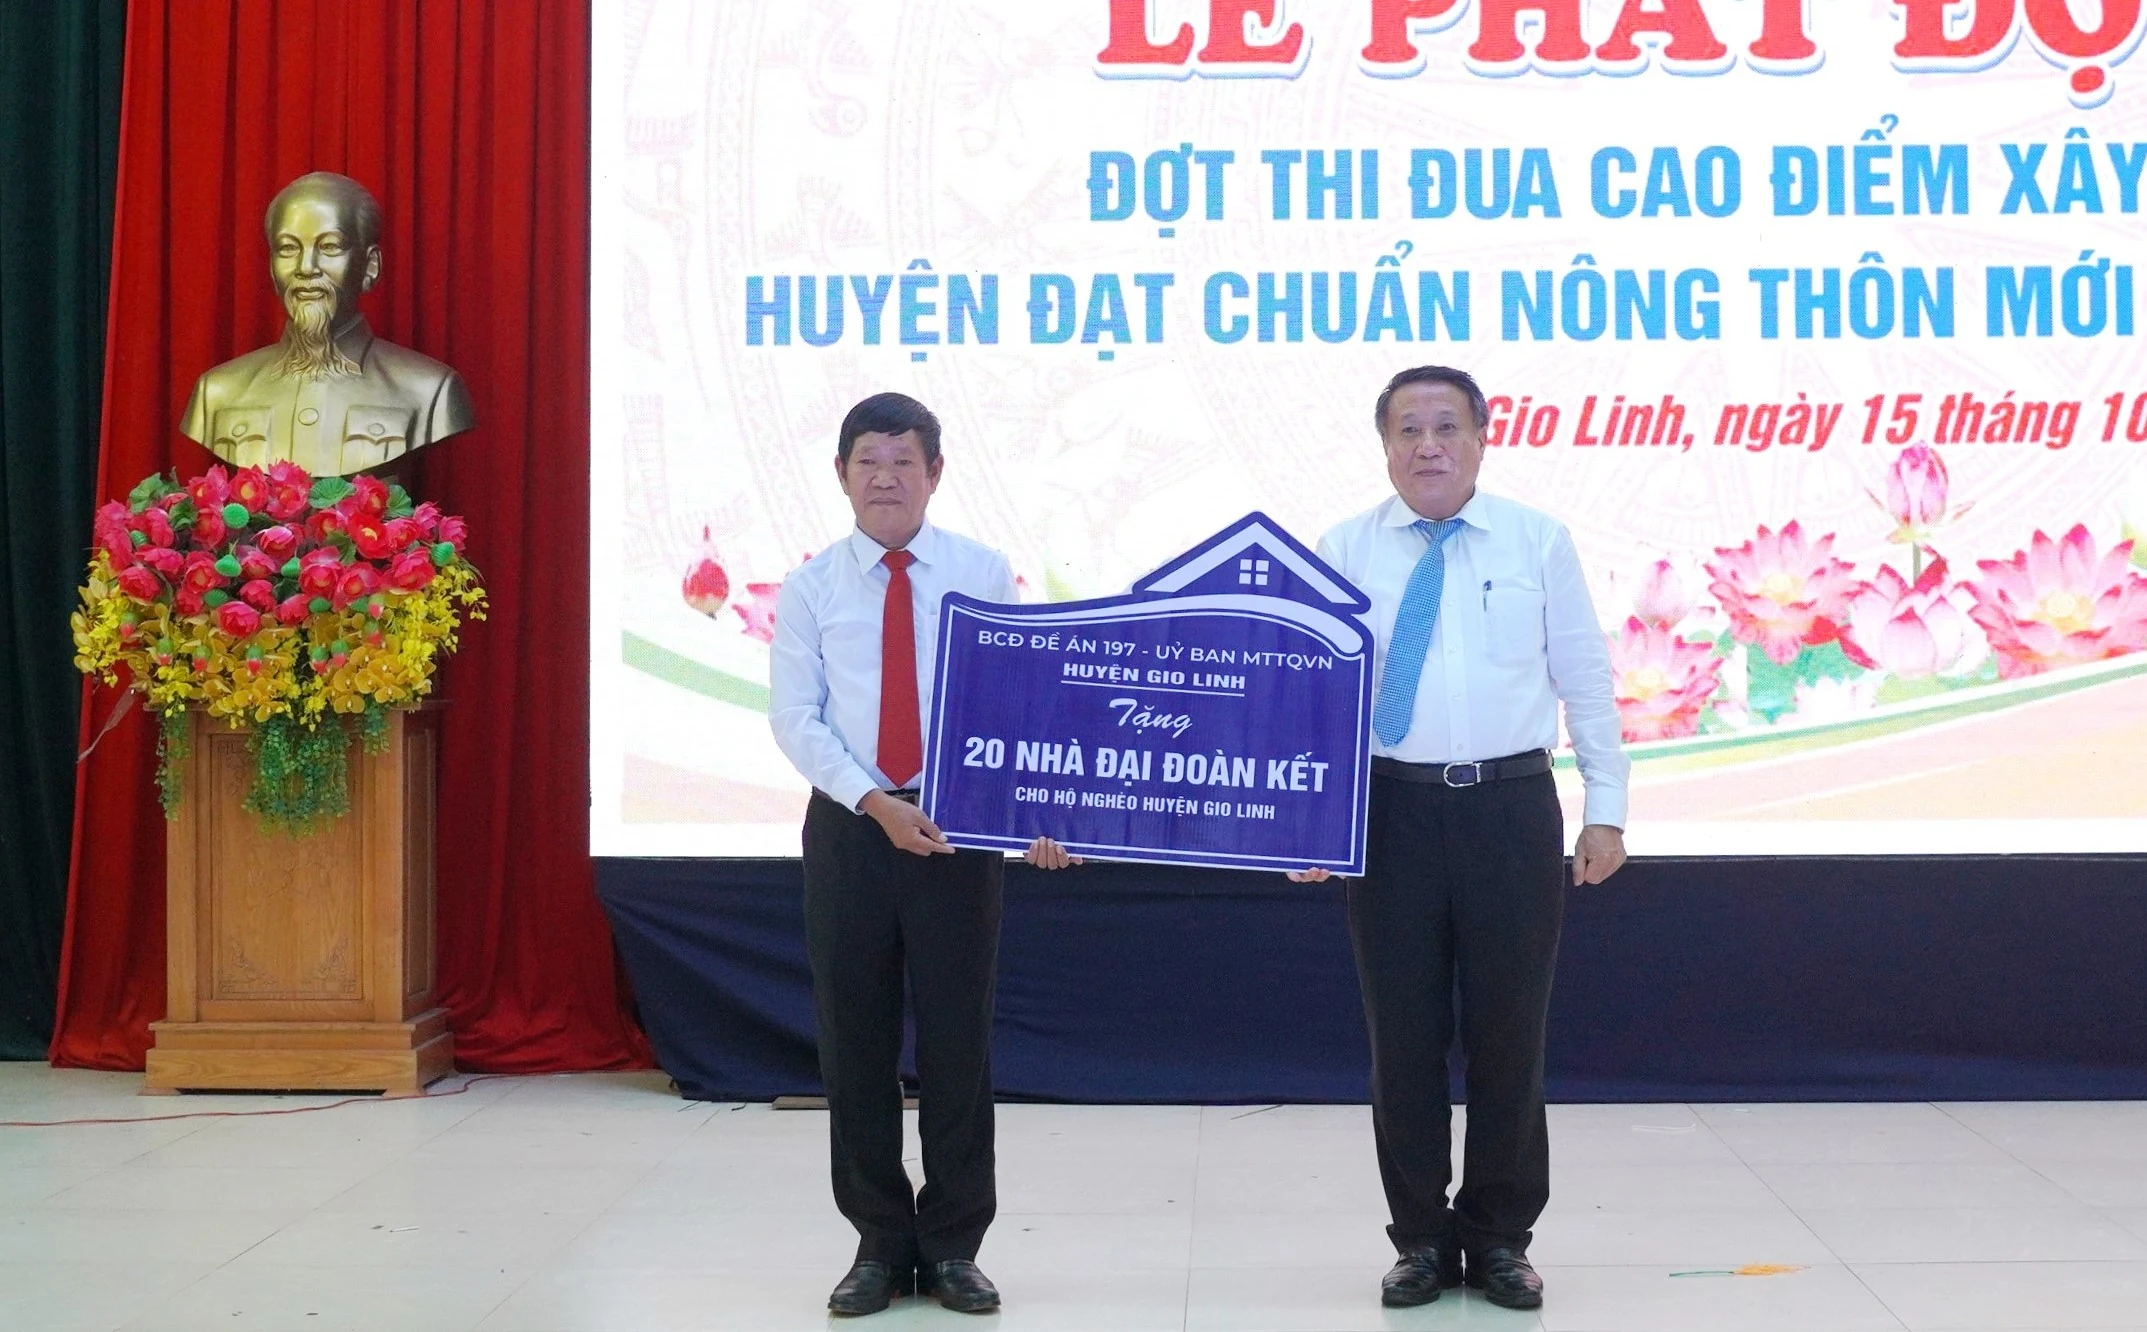 LỄ PHÁT ĐỘ
ĐỢT THI ĐUA CAO ĐIỂM XÂY
HUYỆN ĐẠT CHUẨN NÔNG THÔN MỚI
Gio Linh, ngày 15 tháng 10
BCĐ ĐỀ ÁN 197 - UỶ BAN MTTQVN
HUYỆN GIO LINH
Tặng
20 NHÀ ĐẠI ĐOÀN KẾT
CHO HỘ NGHÈO HUYỆN GIO LINH